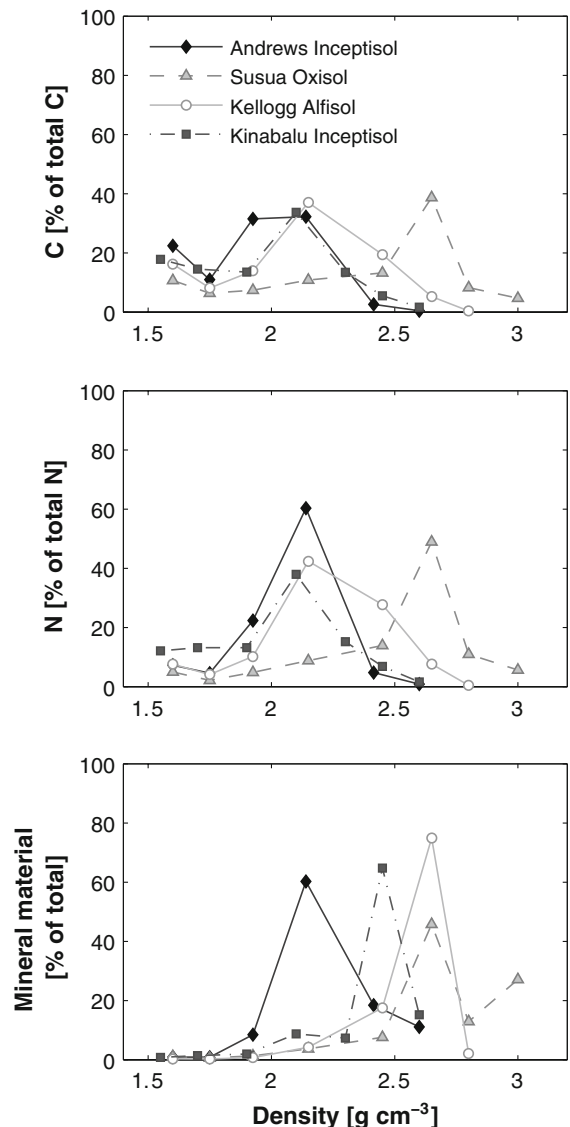 100
80
60
40
20
0
C [% of total C]
Andrews Inceptisol
Susua Oxisol
Kellogg Alfisol
Kinabalu Inceptisol
1.5 2 2.5 3
100
80
60
40
20
0
N [% of total N]
1.5 2 2.5 3
100
80
60
40
20
0
Mineral material
[% of total]
1.5 2 2.5 3
Density [g cm⁻³]